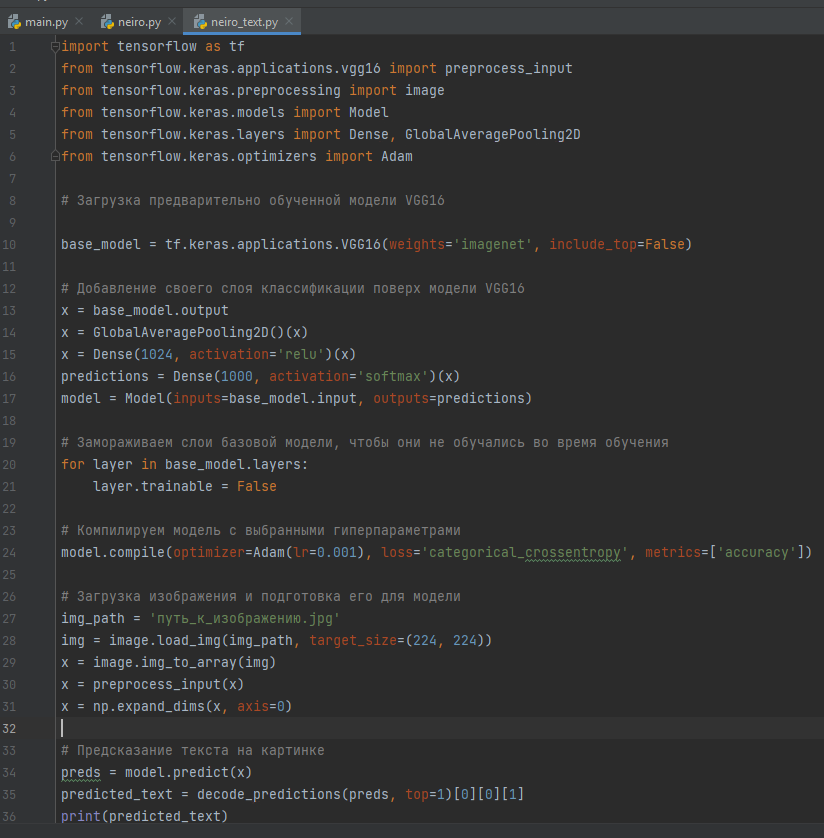 main.py neiro.py neiro_text.py
1 import tensorflow as tf
2 from tensorflow.keras.applications.vgg16 import preprocess_input
3 from tensorflow.keras.preprocessing import image
4 from tensorflow.keras.models import Model
5 from tensorflow.keras.layers import Dense, GlobalAveragePooling2D
6 from tensorflow.keras.optimizers import Adam
7
8 # Загрузка предварительно обученной модели VGG16
9
10 base_model = tf.keras.applications.VGG16(weights='imagenet', include_top=False)
11
12 # Добавление своего слоя классификации поверх модели VGG16
13 x = base_model.output
14 x = GlobalAveragePooling2D()(x)
15 x = Dense(1024, activation='relu')(x)
16 predictions = Dense(1000, activation='softmax')(x)
17 model = Model(inputs=base_model.input, outputs=predictions)
18
19 # Замораживаем слои базовой модели, чтобы они не обучались во время обучения
20 for layer in base_model.layers:
21     layer.trainable = False
22
23 # Компилируем модель с выбранными гиперпараметрами
24 model.compile(optimizer=Adam(lr=0.001), loss='categorical_crossentropy', metrics=['accuracy'])
25
26 # Загрузка изображения и подготовка его для модели
27 img_path = 'путь_к_изображению.jpg'
28 img = image.load_img(img_path, target_size=(224, 224))
29 x = image.img_to_array(img)
30 x = preprocess_input(x)
31 x = np.expand_dims(x, axis=0)
32
33 # Предсказание текста на картинке
34 preds = model.predict(x)
35 predicted_text = decode_predictions(preds, top=1)[0][0][1]
36 print(predicted_text)